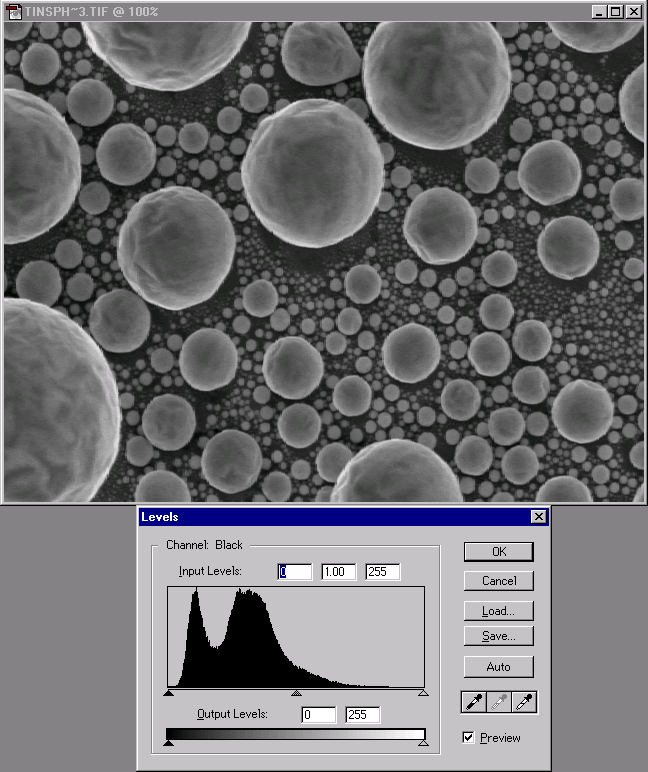 TINSPH~3.TIF @ 100%
Levels
Channel: Black
Input Levels: 0 1.00 255
OK
Cancel
Load...
Save...
Auto
Output Levels: 0 255
Preview